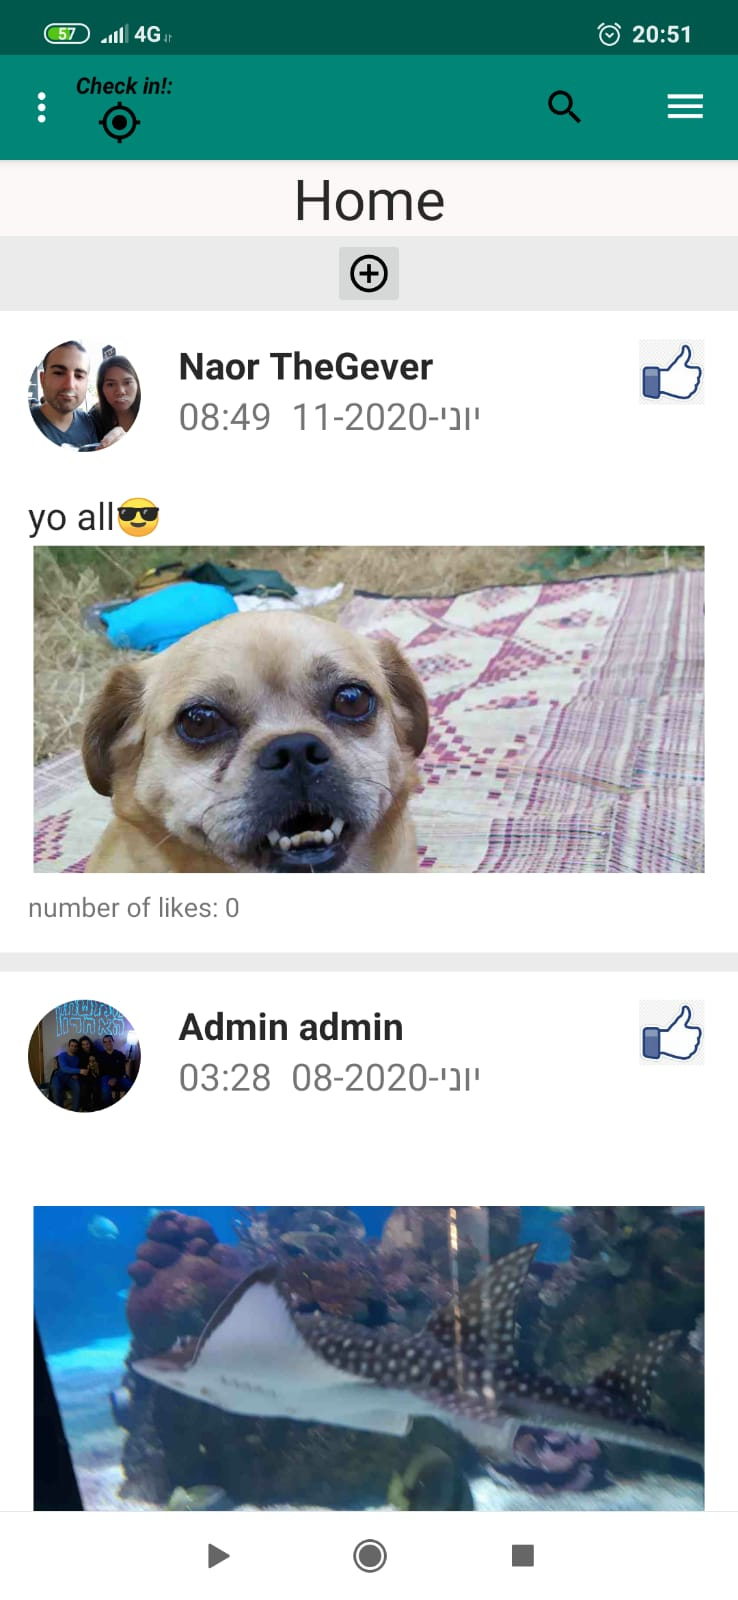 57 4G 20:51
Check in!:
Home
Naor TheGever
08:49 11-2020-יוני
yo all😎
number of likes: 0
Admin admin
03:28 08-2020-יוני